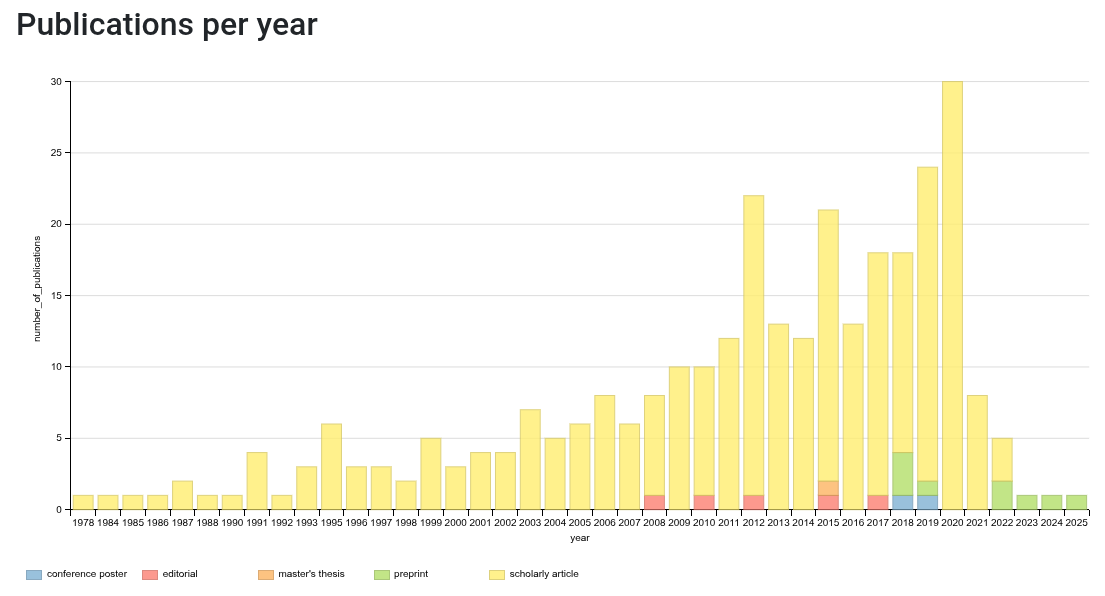 Publications per year
30
25
20
15
10
5
0
number_of_publications
1978 1984 1985 1986 1987 1988 1990 1991 1992 1993 1995 1996 1997 1998 1999 2000 2001 2002 2003 2004 2005 2006 2007 2008 2009 2010 2011 2012 2013 2014 2015 2016 2017 2018 2019 2020 2021 2022 2023 2024 2025
year
conference poster editorial master's thesis preprint scholarly article